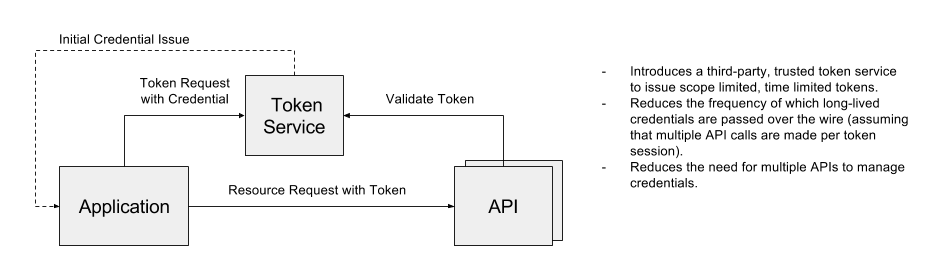 Initial Credential Issue
Token Request
with Credential
Token
Service
Validate Token
Application
Resource Request with Token
API
- Introduces a third-party, trusted token service
to issue scope limited, time limited tokens.
- Reduces the frequency of which long-lived
credentials are passed over the wire (assuming
that multiple API calls are made per token
session).
- Reduces the need for multiple APIs to manage
credentials.